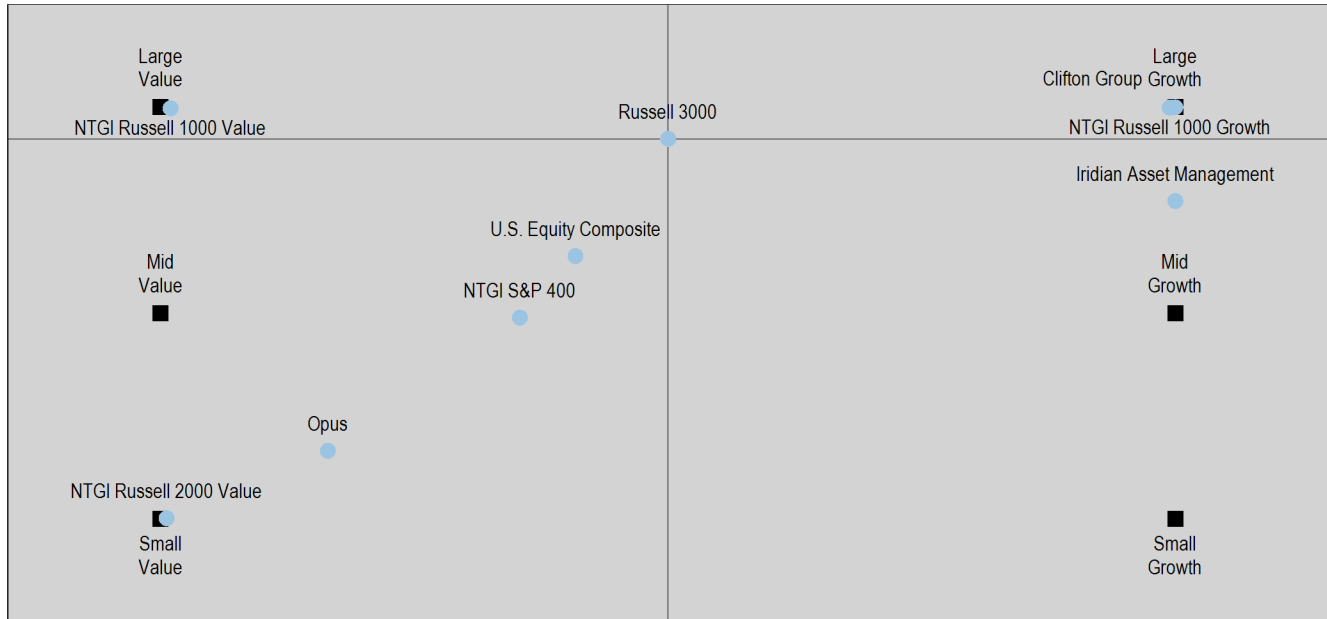 Large
Value
NTGI Russell 1000 Value
Russell 3000
Large
Clifton Group Growth
NTGI Russell 1000 Growth
Iridian Asset Management
U.S. Equity Composite
Mid
Value
NTGI S&P 400
Mid
Growth
Opus
NTGI Russell 2000 Value
Small
Value
Small
Growth